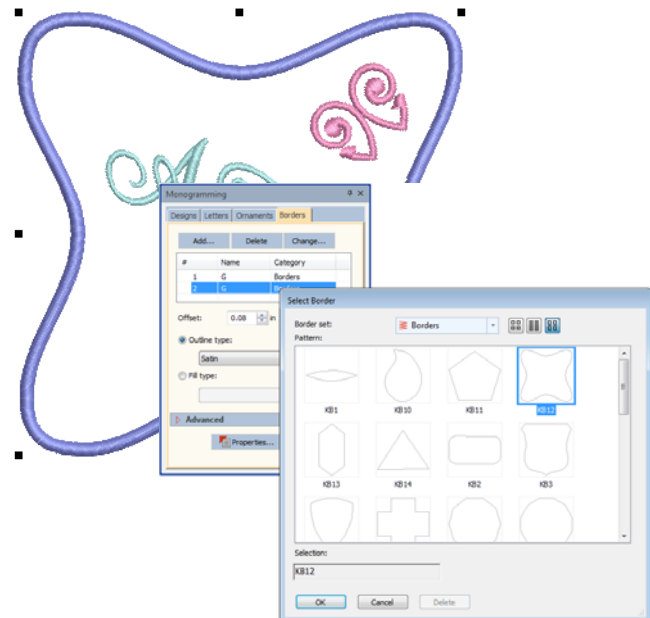 A
Monogramming
Designs Letters Ornaments Borders
Add... Delete Change...
# Name Category
1 G Borders
2 G
Offset: 0.08 in
Outline type:
Satin
Fill type:
Advanced
Properties...
Select Border
Border set: Borders
Pattern:
KB1 KB10 KB11 KB12
KB13 KB14 KB2 KB3
Selection:
KB12
OK Cancel Delete